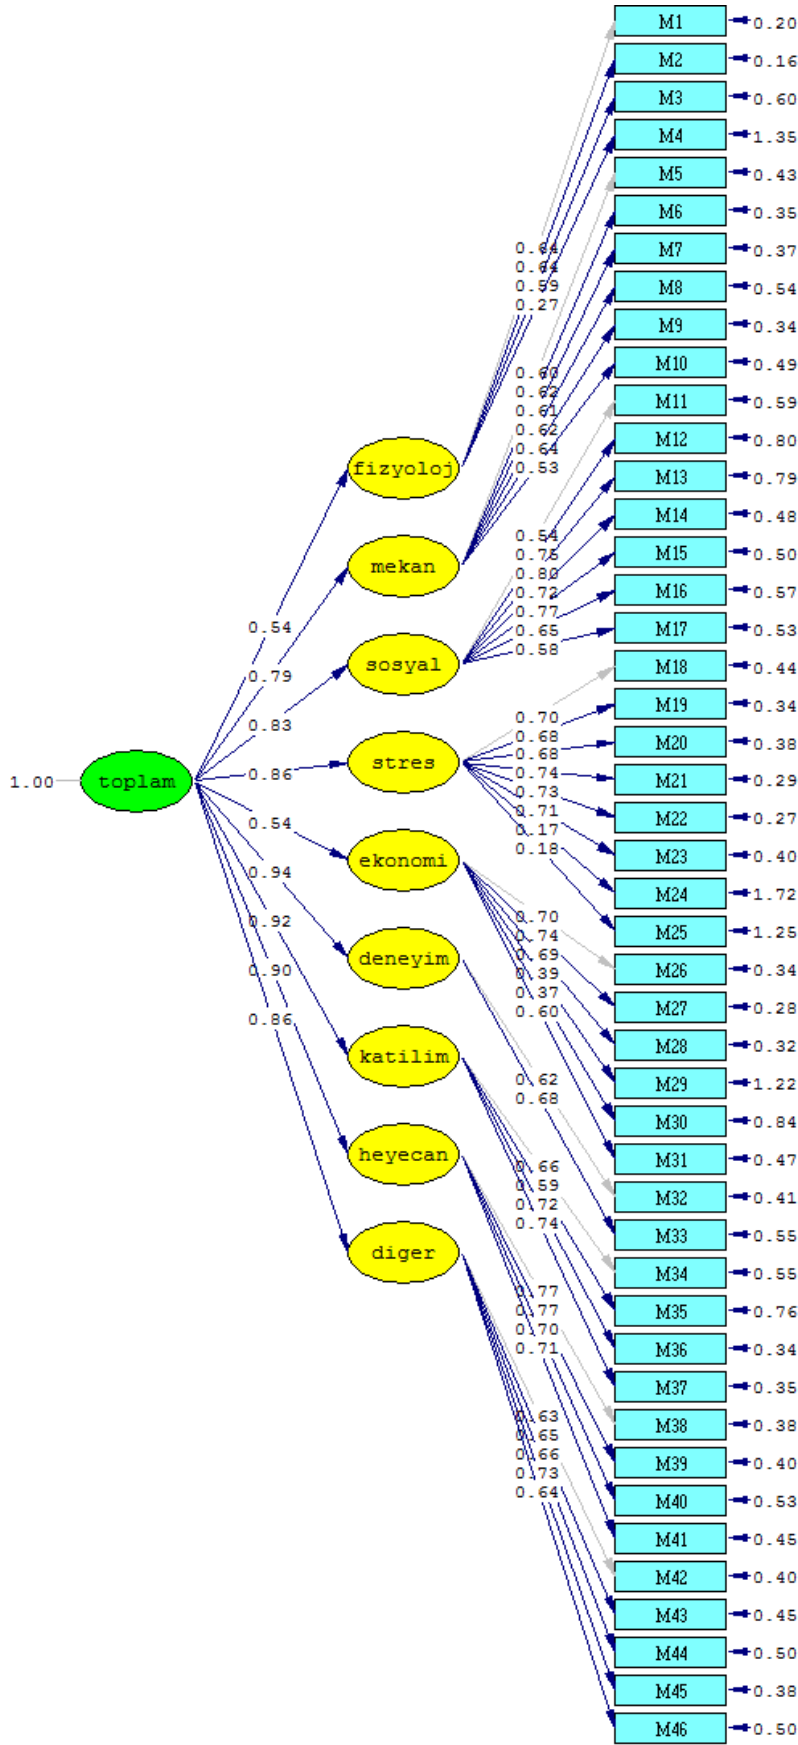 M1 0.20
M2 0.16
M3 0.60
M4 1.35
M5 0.43
M6 0.35
M7 0.37
M8 0.54
M9 0.34
M10 0.49
M11 0.59
M12 0.80
M13 0.79
M14 0.48
M15 0.50
M16 0.57
M17 0.53
M18 0.44
M19 0.34
M20 0.38
M21 0.29
M22 0.27
M23 0.40
M24 1.72
M25 1.25
M26 0.34
M27 0.28
M28 0.32
M29 1.22
M30 0.84
M31 0.47
M32 0.41
M33 0.55
M34 0.55
M35 0.76
M36 0.34
M37 0.35
M38 0.38
M39 0.40
M40 0.53
M41 0.45
M42 0.40
M43 0.45
M44 0.50
M45 0.38
M46 0.50
0.64
0.64
0.59
0.27
0.60
0.62
0.61
0.62
0.64
0.53
0.54
0.75
0.80
0.72
0.77
0.65
0.58
0.70
0.68
0.68
0.74
0.73
0.71
0.17
0.18
0.70
0.74
0.69
0.39
0.37
0.60
0.62
0.68
0.66
0.59
0.72
0.74
0.77
0.77
0.70
0.71
0.63
0.65
0.66
0.73
0.64
fizyoloj
mekan
sosyal
stres
ekonomi
deneyim
katilim
heyecan
diger
0.54
0.79
0.83
0.86
0.54
0.94
0.92
0.90
0.86
1.00 toplam